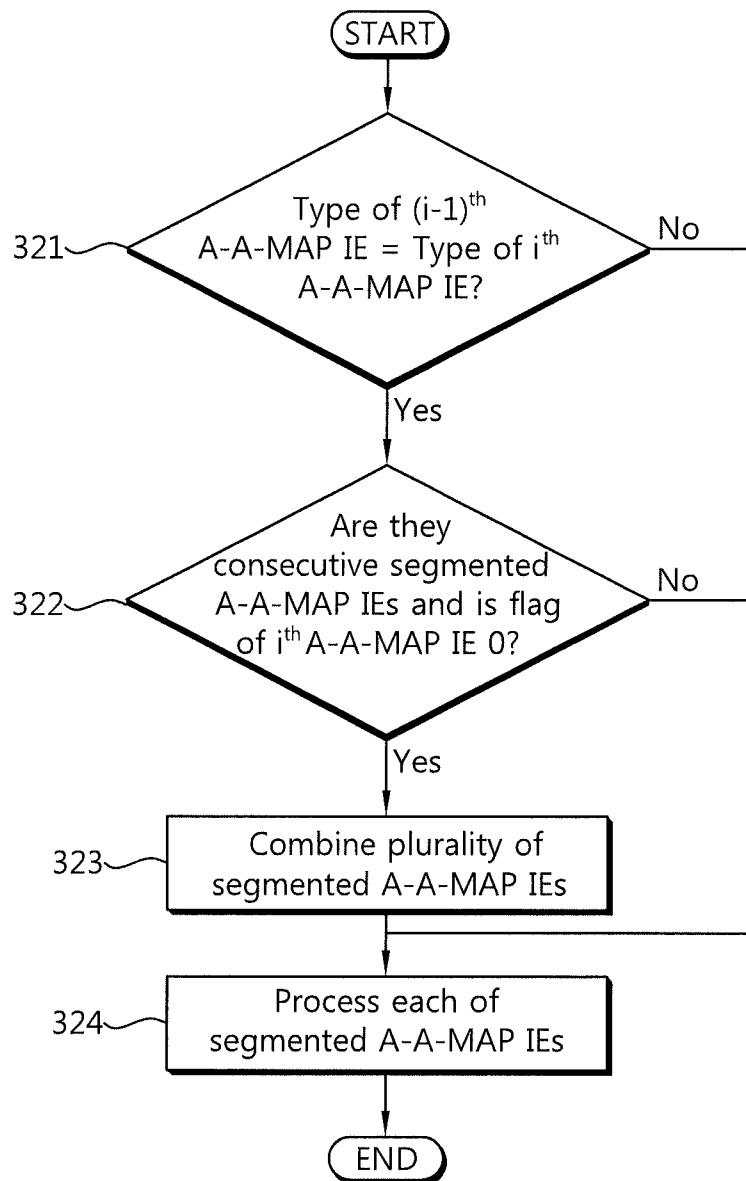 START
Type of (i-1)th
A-A-MAP IE = Type of ith
A-A-MAP IE?
321
No
Yes
Are they
consecutive segmented
A-A-MAP IEs and is flag
of ith A-A-MAP IE 0?
322
No
Yes
323
Combine plurality of
segmented A-A-MAP IEs
324
Process each of
segmented A-A-MAP IEs
END